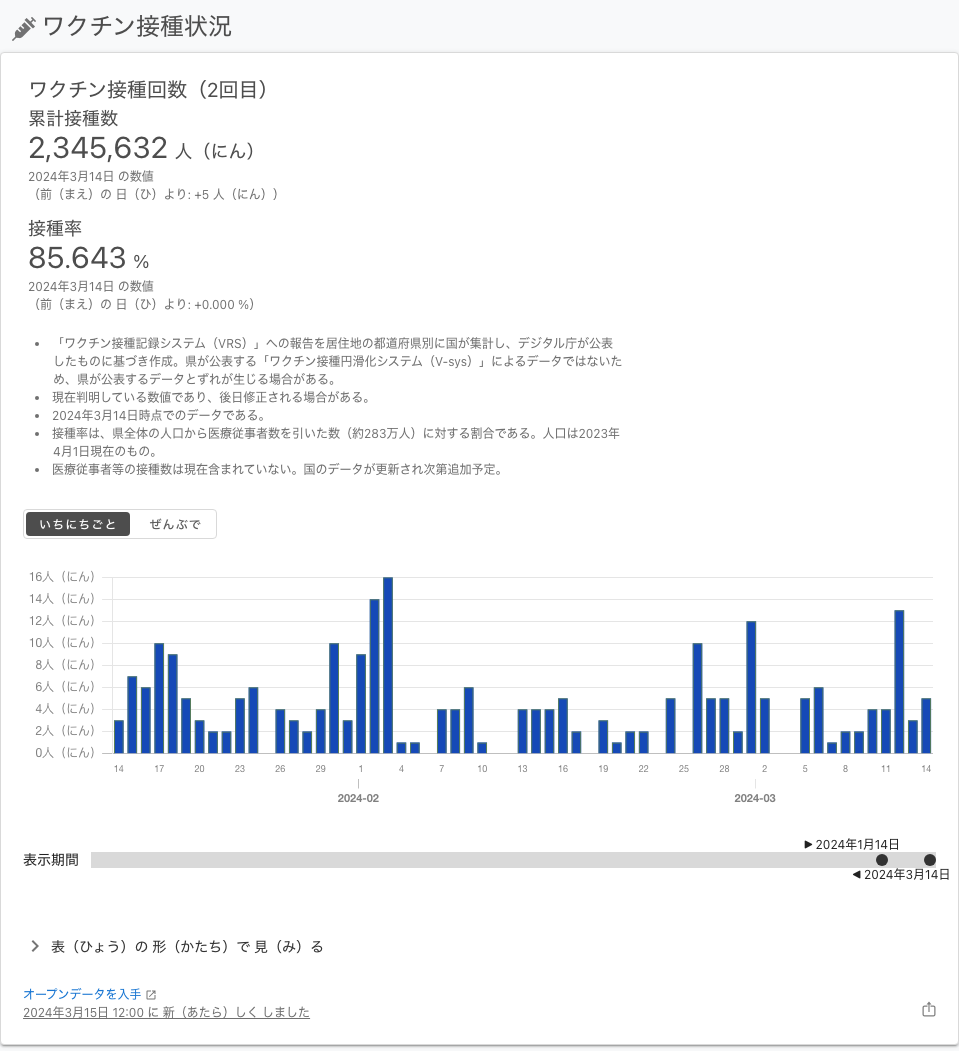 ワクチン接種状況
ワクチン接種回数（2回目）
累計接種数
2,345,632 人（にん）
2024年3月14日 の数値
（前（まえ）の 日（ひ）より: +5 人（にん））
接種率
85.643 %
2024年3月14日 の数値
（前（まえ）の 日（ひ）より: +0.000 %）
「ワクチン接種記録システム（VRS）」への報告を居住地の都道府県別に国が集計し、デジタル庁が公表
したものに基づき作成。県が公表する「ワクチン接種円滑化システム（V-sys）」によるデータではないた
め、県が公表するデータとずれが生じる場合がある。
現在判明している数値であり、後日修正される場合がある。
2024年3月14日時点でのデータである。
接種率は、県全体の人口から医療従事者数を引いた数（約283万人）に対する割合である。人口は2023年
4月1日現在のもの。
医療従事者等の接種数は現在含まれていない。国のデータが更新され次第追加予定。
いちにちごと ぜんぶで
16人（にん）
14人（にん）
12人（にん）
10人（にん）
8人（にん）
6人（にん）
4人（にん）
2人（にん）
0人（にん）
14 17 20 23 26 29 1 4 7 10 13 16 19 22 25 28 2 5 8 11 14
2024-02 2024-03
2024年1月14日
表示期間
2024年3月14日
表（ひょう）の 形（かたち）で 見（み）る
オープンデータを入手
2024年3月15日 12:00 に 新（あたら）しく しました